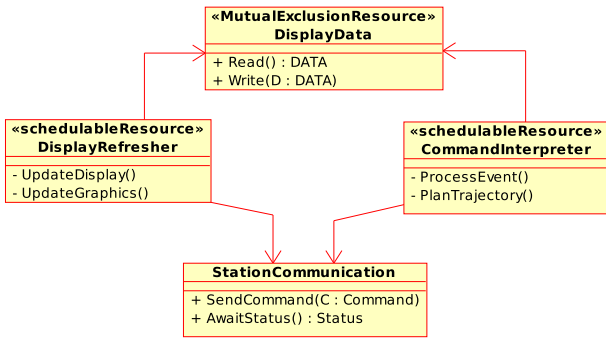 «MutualExclusionResource»
DisplayData
+ Read() : DATA
+ Write(D : DATA)
«schedulableResource»
DisplayRefresher
- UpdateDisplay()
- UpdateGraphics()
«schedulableResource»
CommandInterpreter
- ProcessEvent()
- PlanTrajectory()
StationCommunication
+ SendCommand(C : Command)
+ AwaitStatus() : Status